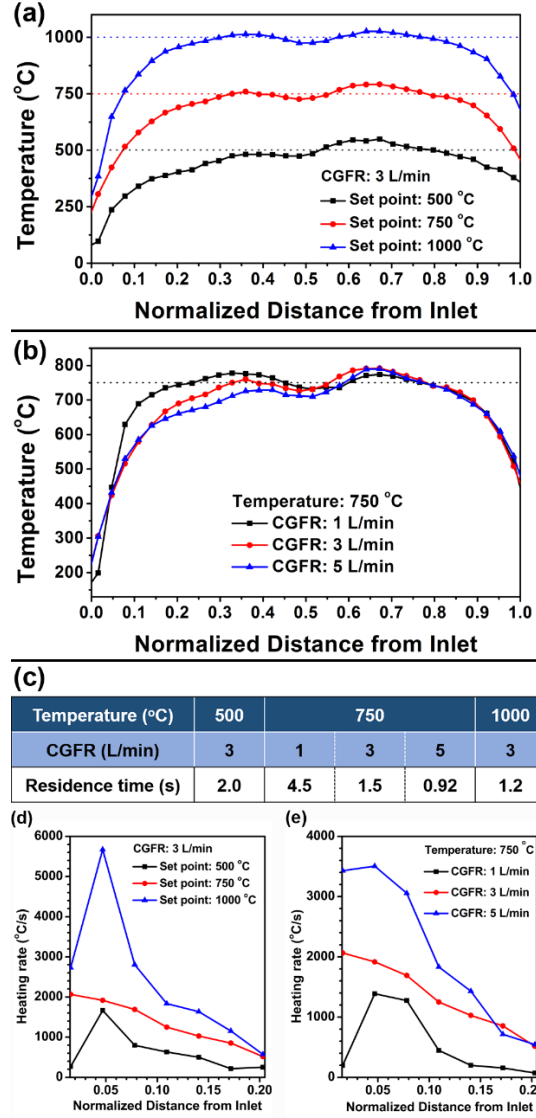 (a)
Temperature (°C)
1000
750
500
250
0
CGFR: 3 L/min
Set point: 500 °C
Set point: 750 °C
Set point: 1000 °C
0.0 0.1 0.2 0.3 0.4 0.5 0.6 0.7 0.8 0.9 1.0
Normalized Distance from Inlet
(b)
Temperature (°C)
800
700
600
500
400
300
200
Temperature: 750 °C
CGFR: 1 L/min
CGFR: 3 L/min
CGFR: 5 L/min
0.0 0.1 0.2 0.3 0.4 0.5 0.6 0.7 0.8 0.9 1.0
Normalized Distance from Inlet
(c)
Temperature (°C) 500 750 1000
CGFR (L/min) 3 1 3 5 3
Residence time (s) 2.0 4.5 1.5 0.92 1.2
(d)
Heating rate (°C/s)
6000
5000
4000
3000
2000
1000
0
CGFR: 3 L/min
Set point: 500 °C
Set point: 750 °C
Set point: 1000 °C
0.05 0.10 0.15 0.20
Normalized Distance from Inlet
(e)
Heating rate (°C/s)
4000
3000
2000
1000
0
Temperature: 750 °C
CGFR: 1 L/min
CGFR: 3 L/min
CGFR: 5 L/min
0.05 0.10 0.15 0.20
Normalized Distance from Inlet